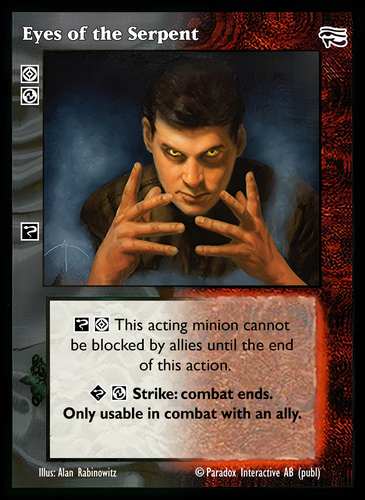 Eyes of the Serpent
This acting minion cannot
be blocked by allies until the end
of this action.
Strike: combat ends.
Only usable in combat with an ally.
Illus: Alan Rabinowitz
© Paradox Interactive AB (publ)